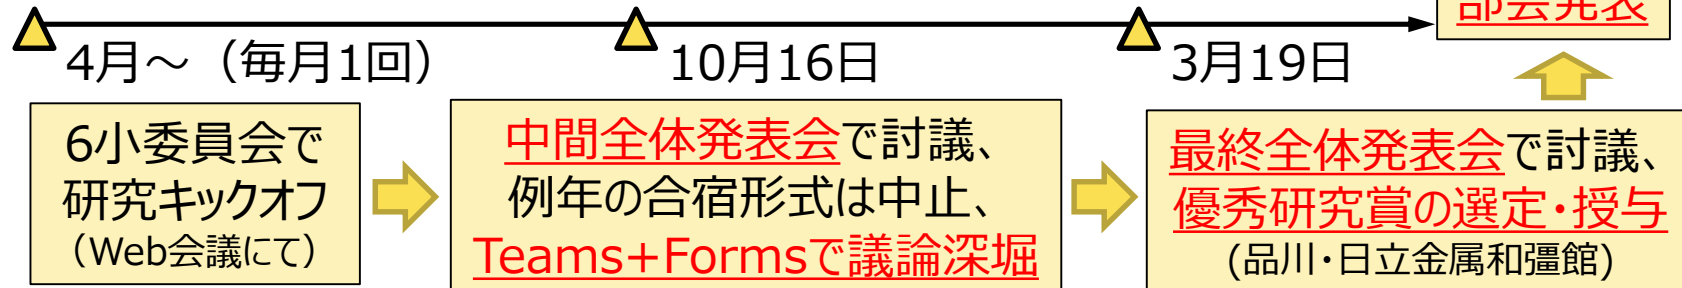 部会発表
4月～（毎月1回）
10月16日
3月19日
6小委員会で
研究キックオフ
（Web会議にて）
中間全体発表会で討議、
例年の合宿形式は中止、
Teams+Formsで議論深堀
最終全体発表会で討議、
優秀研究賞の選定・授与
(品川・日立金属和彊館)